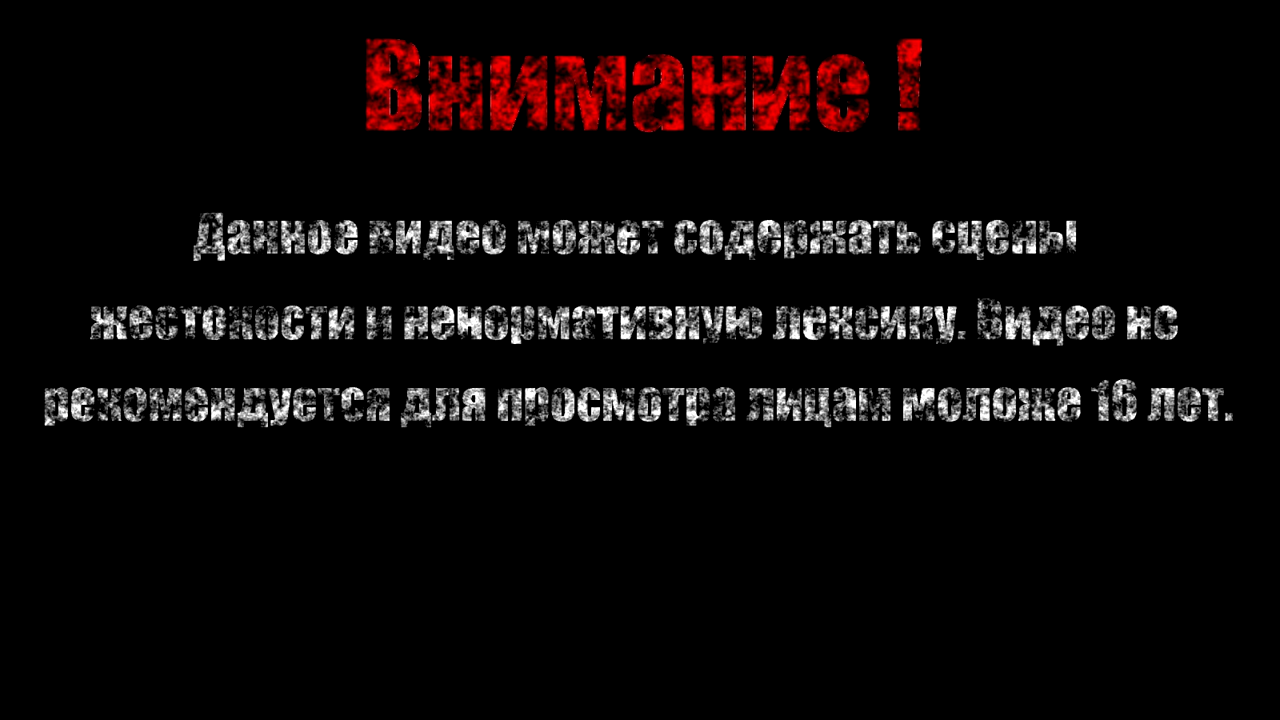 Внимание !
Данное видео может содержать сцены
жестокости и ненормативную лексику. Видео не
рекомендуется для просмотра лицам моложе 16 лет.